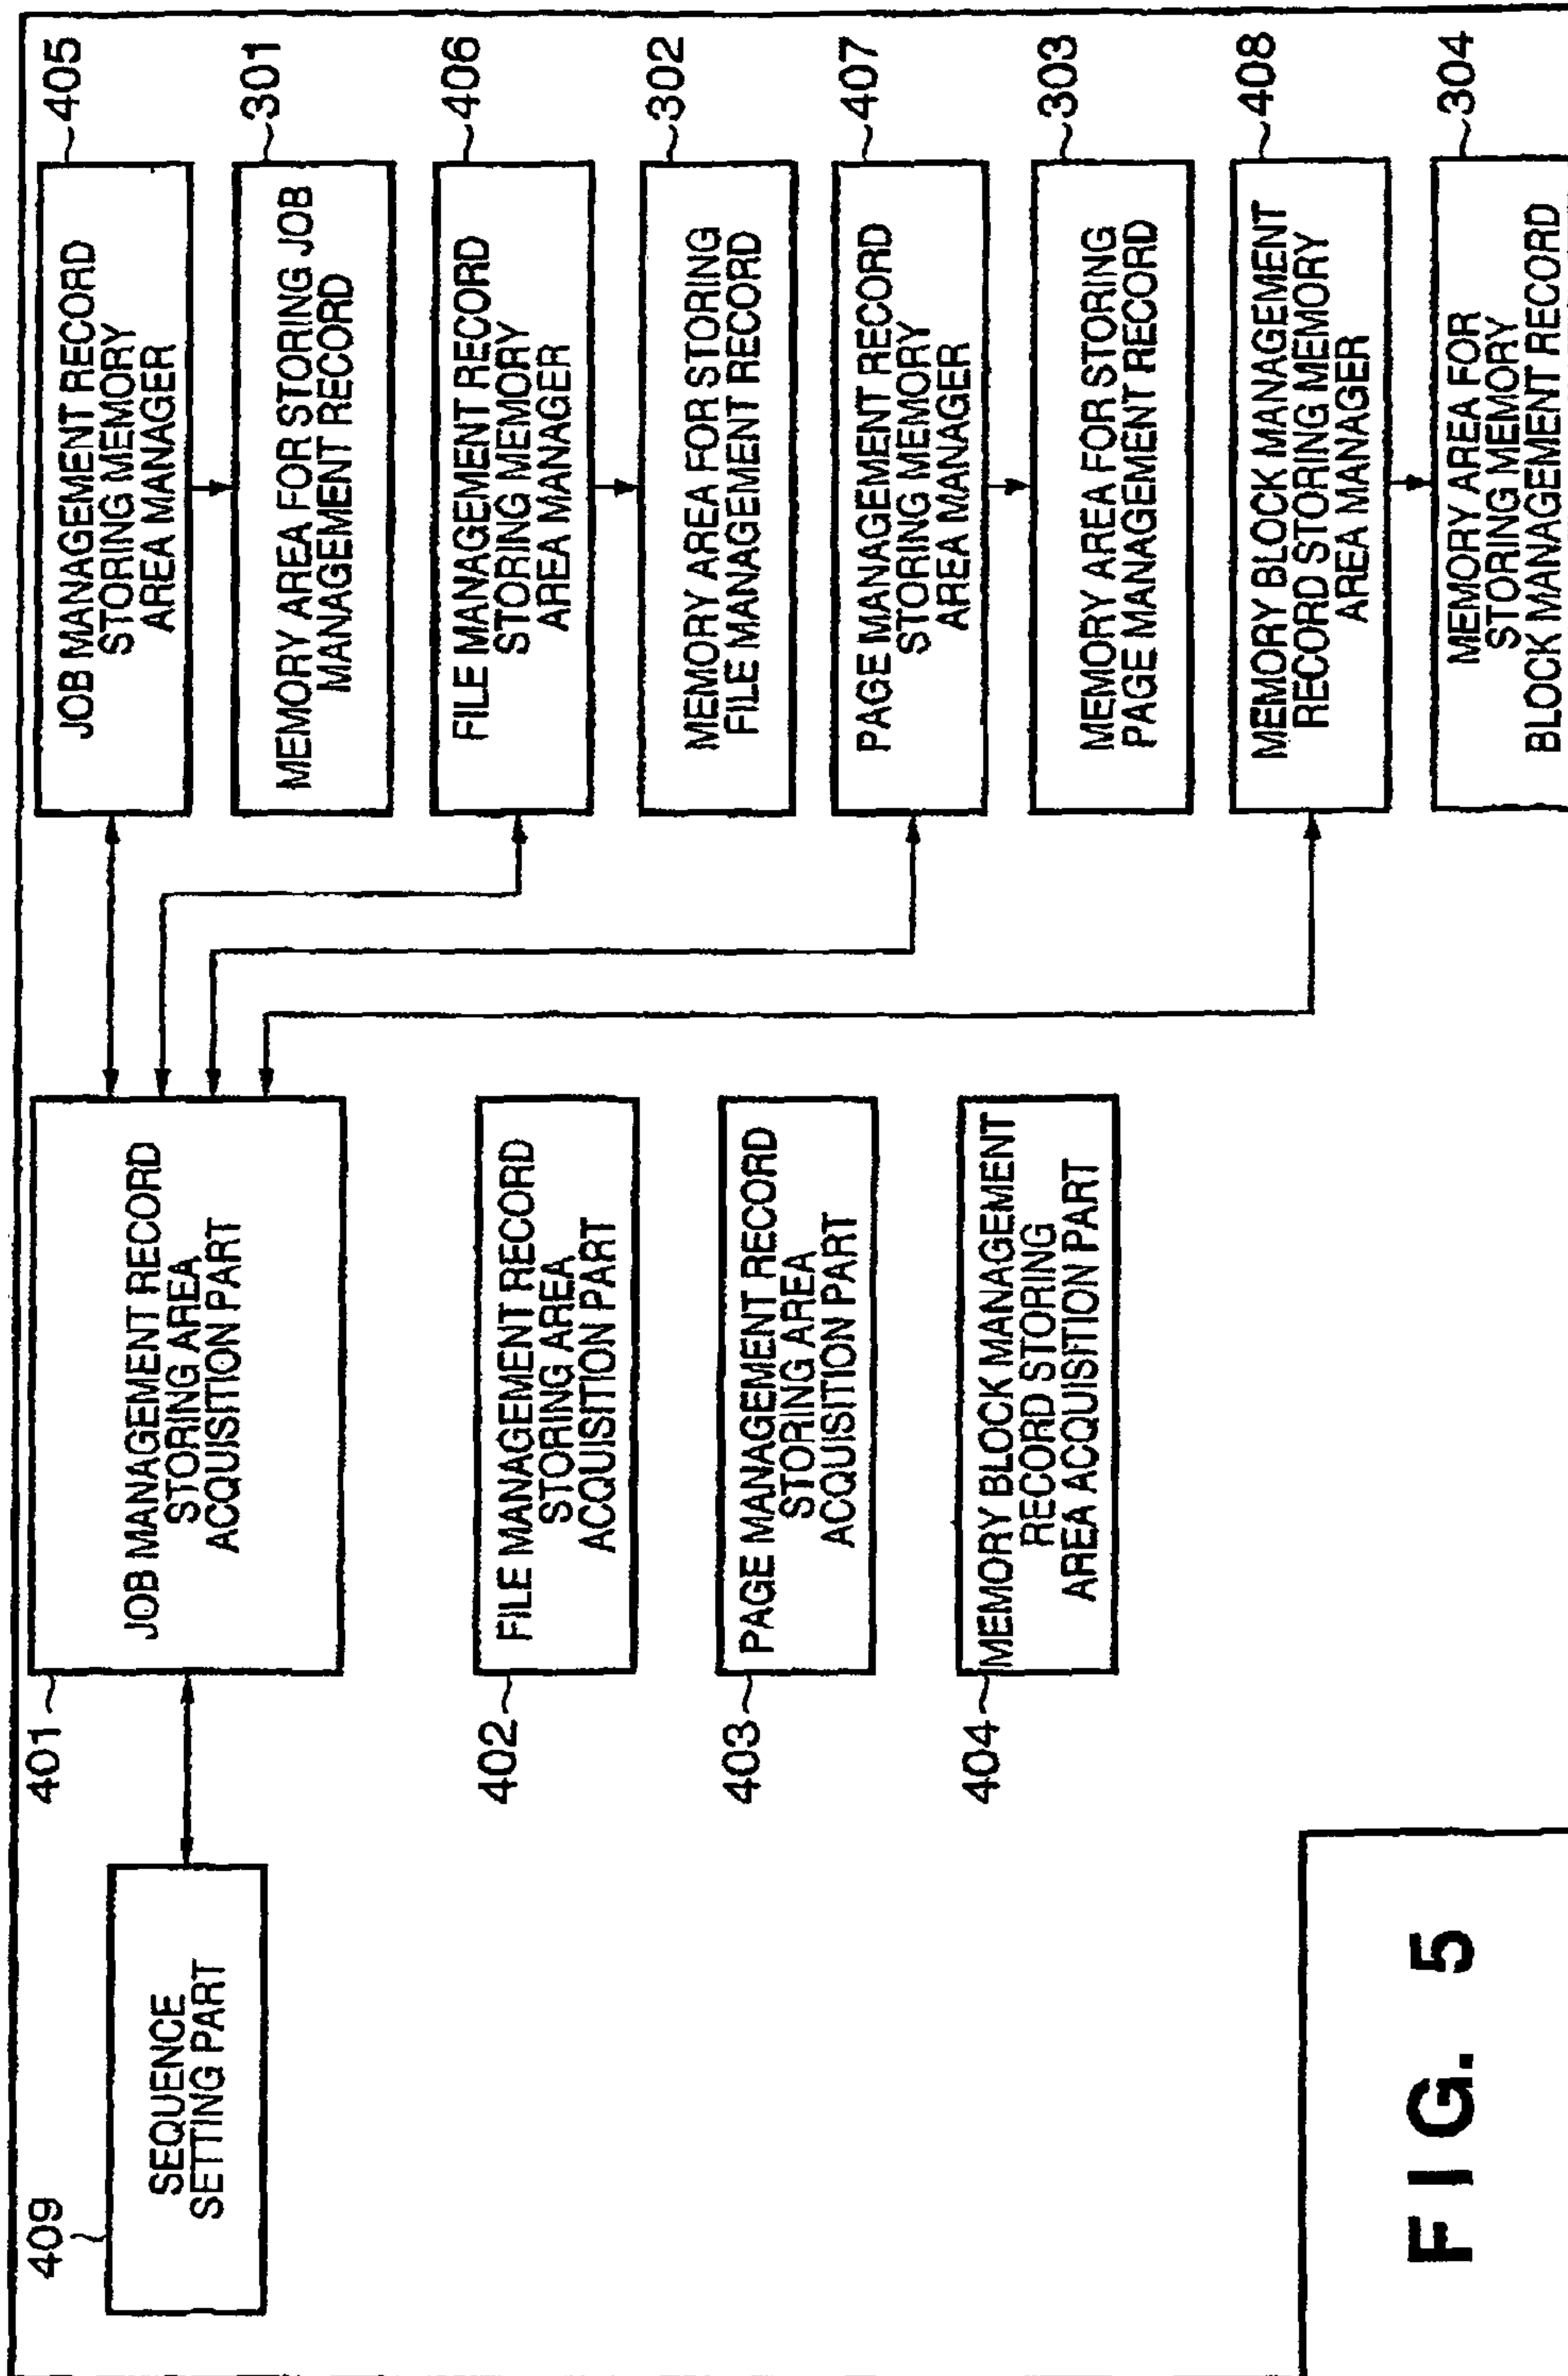 409
SEQUENCE
SETTING PART
401
JOB MANAGEMENT RECORD
STORING AREA
ACQUISITION PART
402
FILE MANAGEMENT RECORD
STORING AREA
ACQUISITION PART
403
PAGE MANAGEMENT RECORD
STORING AREA
ACQUISITION PART
404
MEMORY BLOCK MANAGEMENT
RECORD STORING
AREA ACQUISITION PART
405
JOB MANAGEMENT RECORD
STORING MEMORY
AREA MANAGER
301
MEMORY AREA FOR STORING JOB
MANAGEMENT RECORD
406
FILE MANAGEMENT RECORD
STORING MEMORY
AREA MANAGER
302
MEMORY AREA FOR STORING
FILE MANAGEMENT RECORD
407
PAGE MANAGEMENT RECORD
STORING MEMORY
AREA MANAGER
303
MEMORY AREA FOR STORING
PAGE MANAGEMENT RECORD
408
MEMORY BLOCK MANAGEMENT
RECORD STORING MEMORY
AREA MANAGER
304
MEMORY AREA FOR
STORING MEMORY
BLOCK MANAGEMENT RECORD
FIG. 5